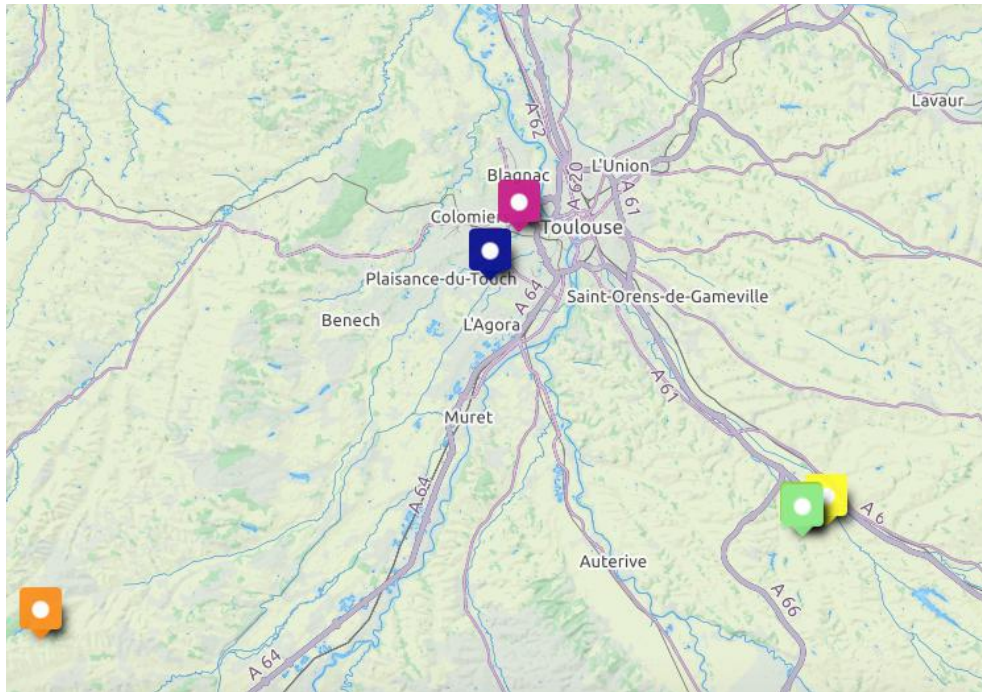 Lavaur
A 62
L'Union
Blagnac
A 620
A 61
Colomier
Toulouse
Plaisance-du-Touch
A 64
Saint-Orens-de-Gameville
Benech
L'Agora
A 61
Muret
A 64
A 6
Auterive
A 66
A 64